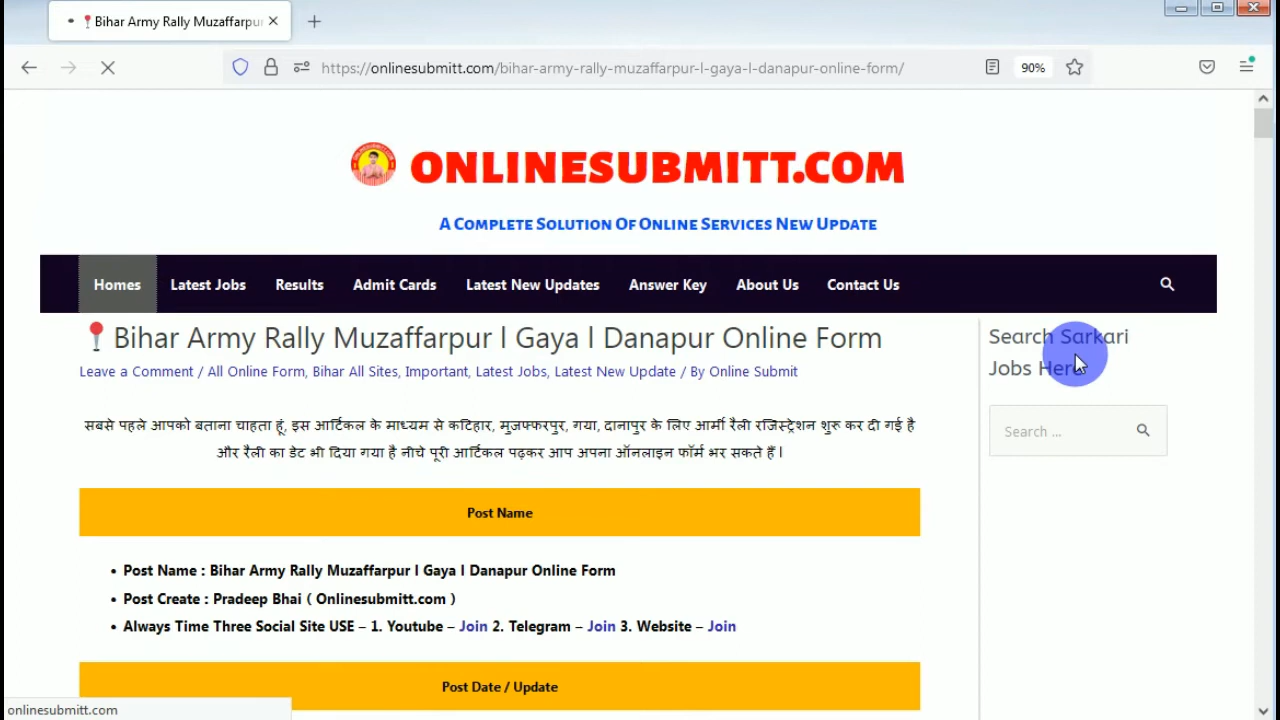 📍Bihar Army Rally Muzaffarpur
https://onlinesubmitt.com/bihar-army-rally-muzaffarpur-l-gaya-l-danapur-online-form/
90%
ONLINESUBMITT.COM
A Complete Solution Of Online Services New Update
Homes Latest Jobs Results Admit Cards Latest New Updates Answer Key About Us Contact Us
📍Bihar Army Rally Muzaffarpur l Gaya l Danapur Online Form
Leave a Comment / All Online Form, Bihar All Sites, Important, Latest Jobs, Latest New Update / By Online Submit
सबसे पहले आपको बताना चाहता हूं, इस आर्टिकल के माध्यम से कटिहार, मुजफ्फरपुर, गया, दानापुर के लिए आर्मी रैली रजिस्ट्रेशन शुरू कर दी गई है
और रैली का डेट भी दिया गया है नीचे पूरी आर्टिकल पढ़कर आप अपना ऑनलाइन फॉर्म भर सकते हैं l
Post Name
• Post Name : Bihar Army Rally Muzaffarpur l Gaya l Danapur Online Form
• Post Create : Pradeep Bhai ( Onlinesubmitt.com )
• Always Time Three Social Site USE – 1. Youtube – Join 2. Telegram – Join 3. Website – Join
Post Date / Update
Search Sarkari
Jobs Here
Search ...
onlinesubmitt.com